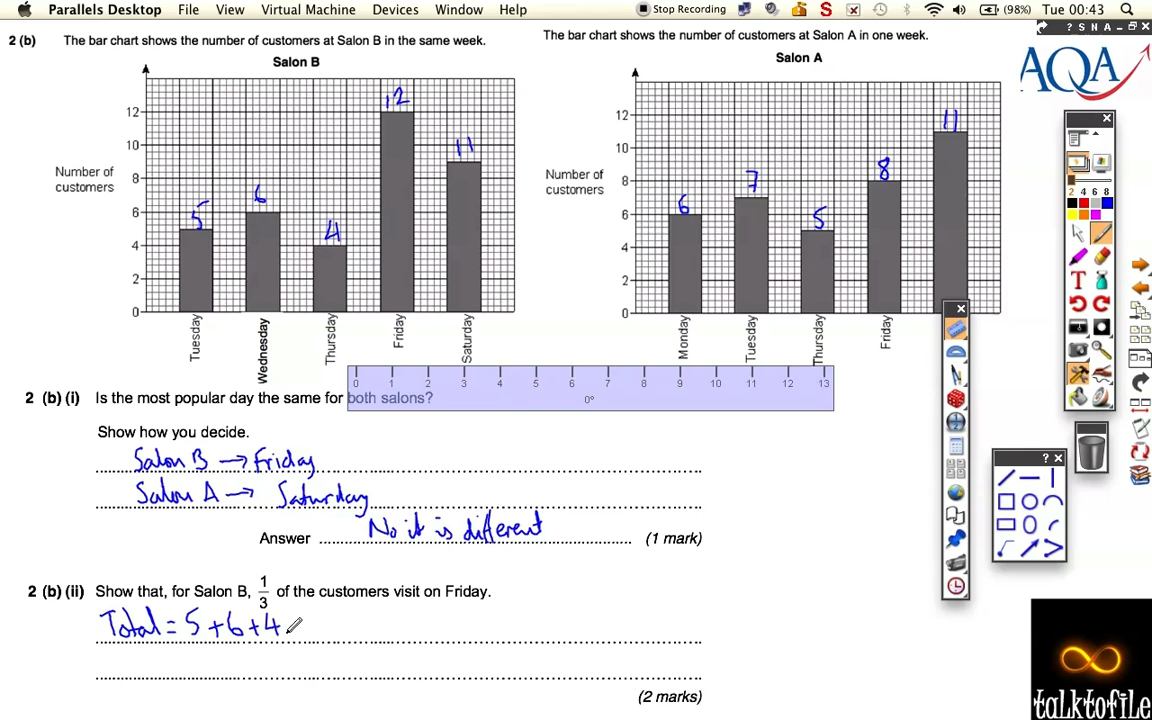 Parallels Desktop File View Virtual Machine Devices Window Help Stop Recording S (98%) Tue 00:43
2 (b) The bar chart shows the number of customers at Salon B in the same week.
Salon B
Number of
customers
12
10
8
6
4
2
0
5
6
4
12
11
Tuesday
Wednesday
Thursday
Friday
Saturday
The bar chart shows the number of customers at Salon A in one week.
Salon A
Number of
customers
12
10
8
6
4
2
0
6
7
5
8
11
Monday
Tuesday
Thursday
Friday
? S N A
AQA
2 4 6 8
T
0 1 2 3 4 5 6 7 8 9 10 11 12 13
0°
2 (b) (i) Is the most popular day the same for both salons?
Show how you decide.
Salon B → Friday
Salon A → Saturday
Answer No it is different (1 mark)
2 (b) (ii) Show that, for Salon B, 1/3 of the customers visit on Friday.
Total = 5 + 6 + 4
(2 marks)
?
talktofile